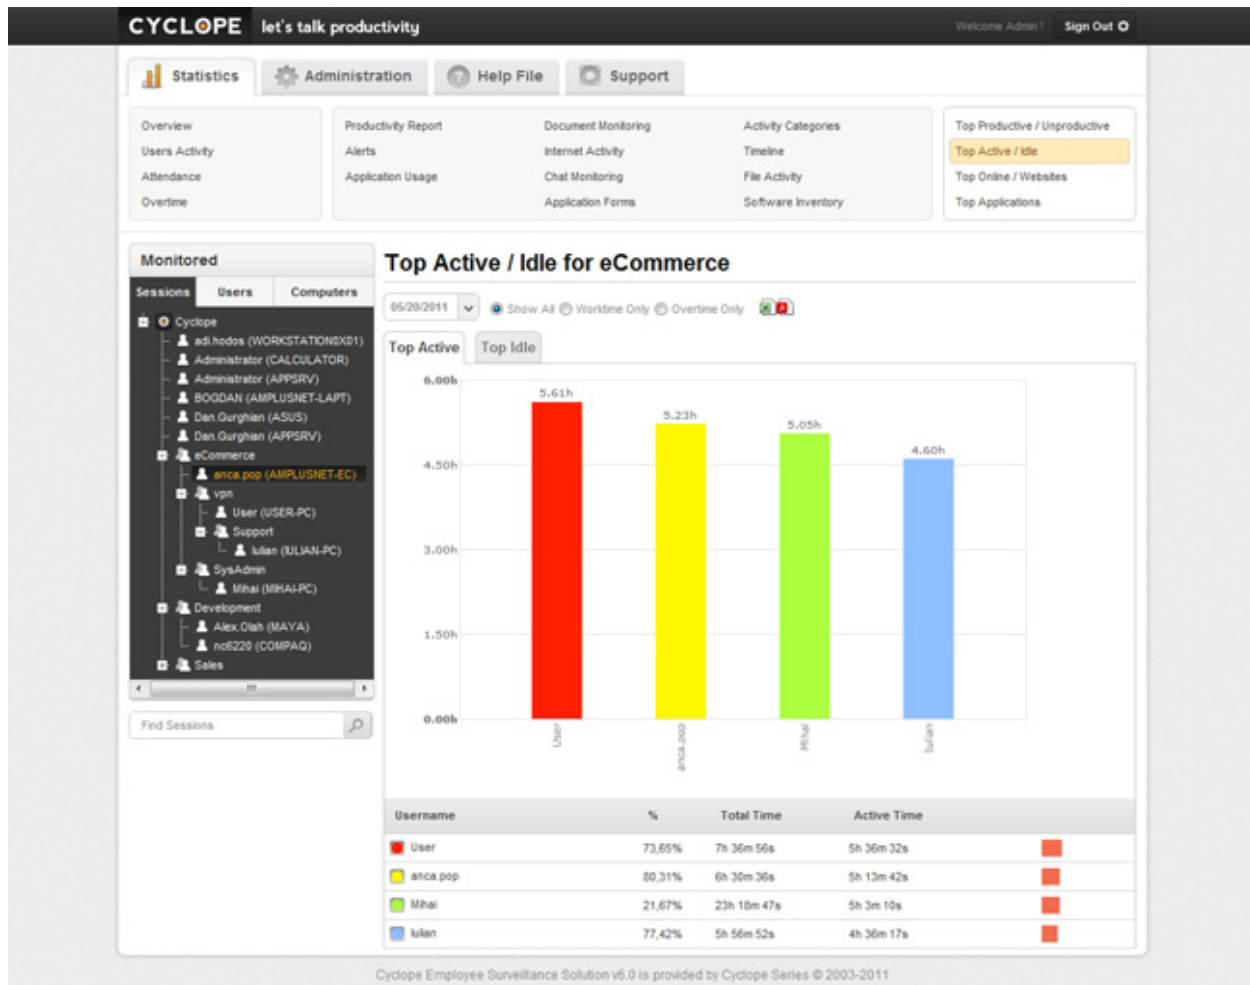 CYCLOPE let's talk productivity Welcome Admin ! Sign Out
Statistics Administration Help File Support
Overview Productivity Report Document Monitoring Activity Categories Top Productive / Unproductive
Users Activity Alerts Internet Activity Timeline Top Active / Idle
Attendance Application Usage Chat Monitoring File Activity Top Online / Websites
Overtime Application Forms Software Inventory Top Applications
Monitored
Sessions Users Computers
Cyclope
adi.hodos (WORKSTATION0X01)
Administrator (CALCULATOR)
Administrator (APPSRV)
BOGDAN (AMPLUSNET-LAPT)
Dan.Gurghian (ASUS)
Dan.Gurghian (APPSRV)
eCommerce
anca.pop (AMPLUSNET-EC)
vpn
User (USER-PC)
Support
Iulian (IULIAN-PC)
SysAdmin
Mihai (MIHAI-PC)
Development
Alex.Olah (MAYA)
no6220 (COMPAQ)
Sales
Find Sessions
Top Active / Idle for eCommerce
05/20/2011 Show All Worktime Only Overtime Only
Top Active Top Idle
6.00h
5.61h
5.23h
5.05h
4.60h
4.50h
3.00h
1.50h
0.00h
User anca.pop Mihai Iulian
Username % Total Time Active Time
User 73,65% 7h 36m 56s 5h 36m 32s
anca.pop 80,31% 6h 30m 36s 5h 13m 42s
Mihai 21,67% 23h 18m 47s 5h 3m 10s
Iulian 77,42% 5h 56m 52s 4h 36m 17s
Cyclope Employee Surveillance Solution v6.0 is provided by Cyclope Series © 2003-2011